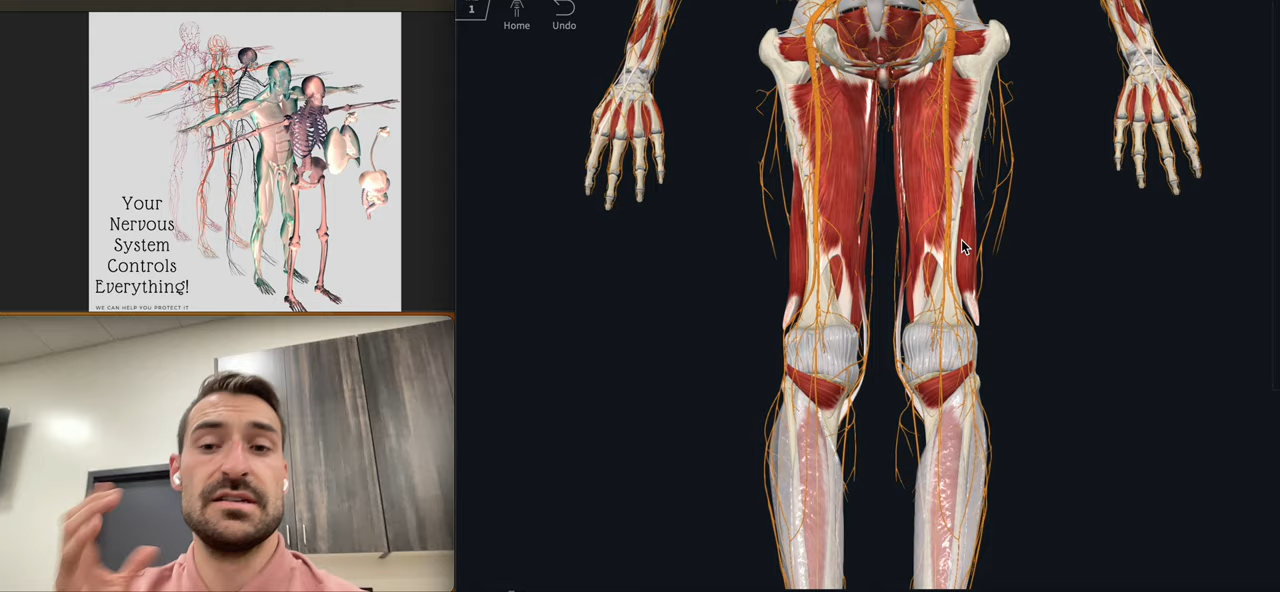 Your
Nervous
System
Controls
Everything!
WE CAN HELP YOU PROTECT IT
1
Home
Undo